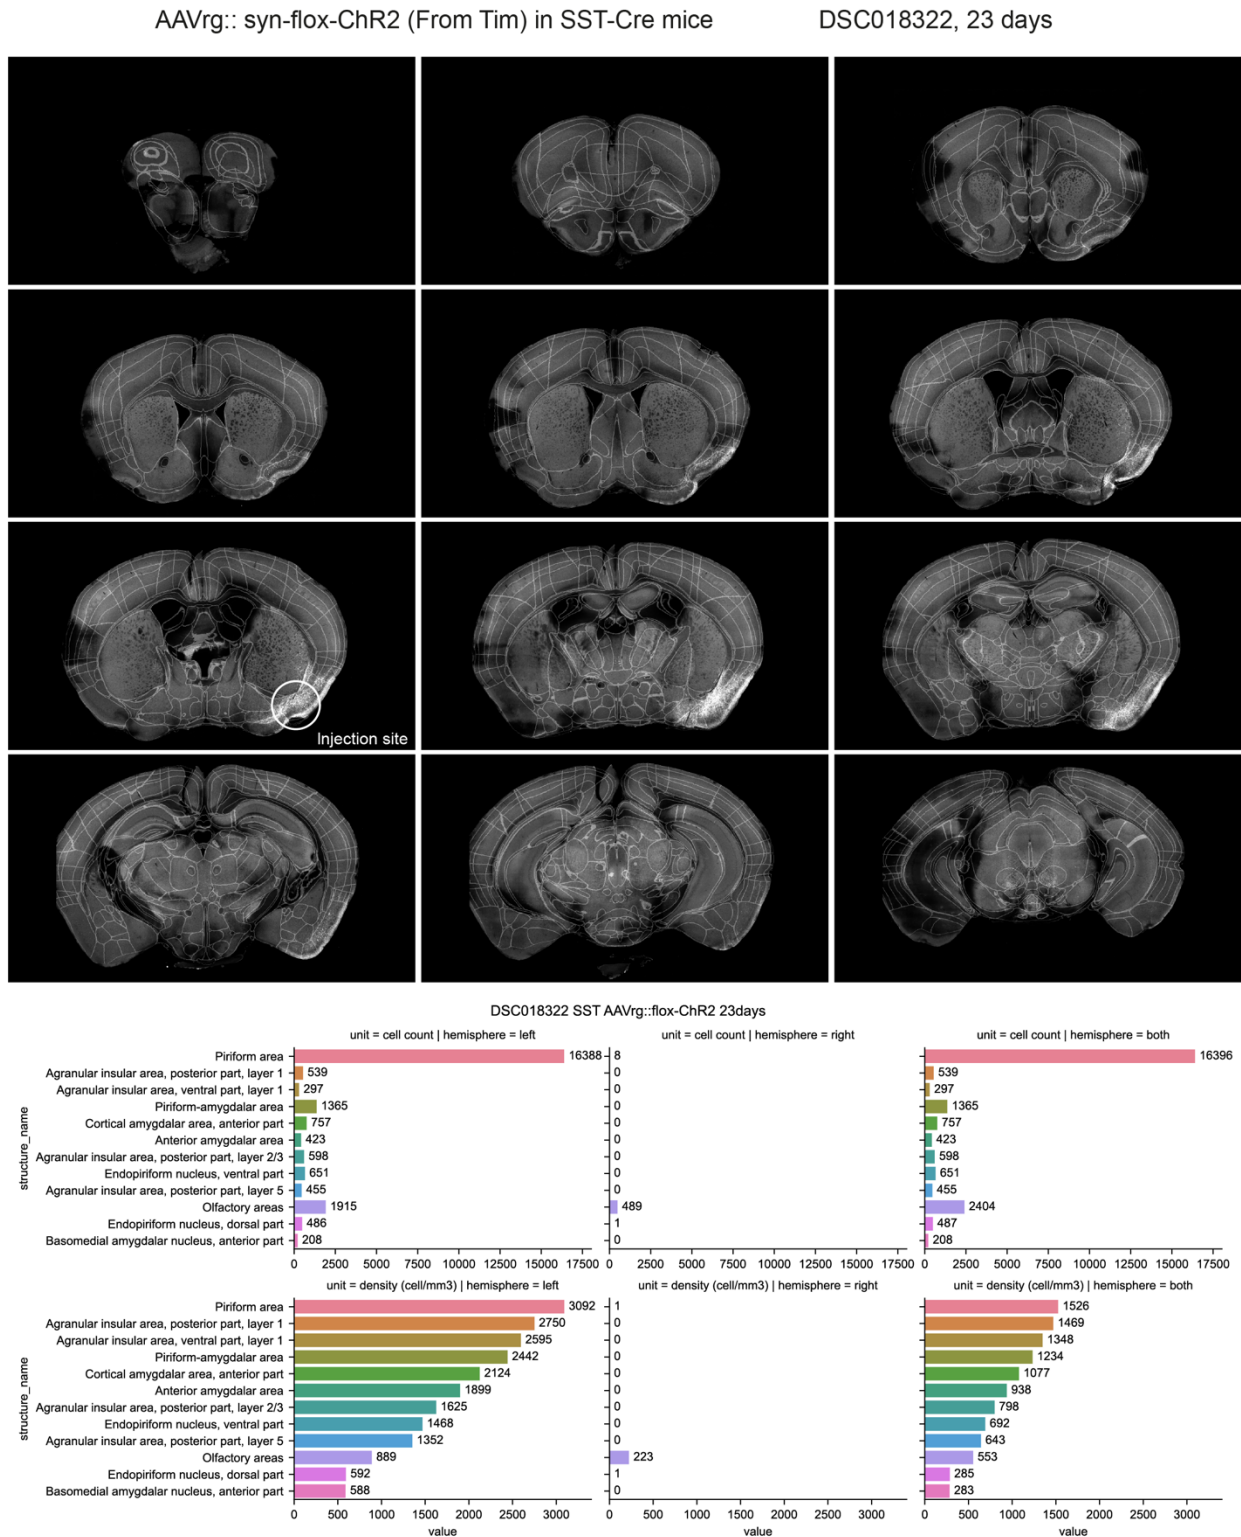 AAVrg:: syn-flox-ChR2 (From Tim) in SST-Cre mice DSC018322, 23 days
Injection site
DSC018322 SST AAVrg::flox-ChR2 23days
unit = cell count | hemisphere = left unit = cell count | hemisphere = right unit = cell count | hemisphere = both
structure_name
Piriform area 16388 8 16396
Agranular insular area, posterior part, layer 1 539 0 539
Agranular insular area, ventral part, layer 1 297 0 297
Piriform-amygdalar area 1365 0 1365
Cortical amygdalar area, anterior part 757 0 757
Anterior amygdalar area 423 0 423
Agranular insular area, posterior part, layer 2/3 598 0 598
Endopiriform nucleus, ventral part 651 0 651
Agranular insular area, posterior part, layer 5 455 0 455
Olfactory areas 1915 489 2404
Endopiriform nucleus, dorsal part 486 1 487
Basomedial amygdalar nucleus, anterior part 208 0 208
0 2500 5000 7500 10000 12500 15000 17500 0 2500 5000 7500 10000 12500 15000 17500 0 2500 5000 7500 10000 12500 15000 17500
unit = density (cell/mm3) | hemisphere = left unit = density (cell/mm3) | hemisphere = right unit = density (cell/mm3) | hemisphere = both
structure_name
Piriform area 3092 1 1526
Agranular insular area, posterior part, layer 1 2750 0 1469
Agranular insular area, ventral part, layer 1 2595 0 1348
Piriform-amygdalar area 2442 0 1234
Cortical amygdalar area, anterior part 2124 0 1077
Anterior amygdalar area 1899 0 938
Agranular insular area, posterior part, layer 2/3 1625 0 798
Endopiriform nucleus, ventral part 1468 0 692
Agranular insular area, posterior part, layer 5 1352 0 643
Olfactory areas 889 223 553
Endopiriform nucleus, dorsal part 592 1 285
Basomedial amygdalar nucleus, anterior part 588 0 283
0 500 1000 1500 2000 2500 3000 0 500 1000 1500 2000 2500 3000 0 500 1000 1500 2000 2500 3000
value value value